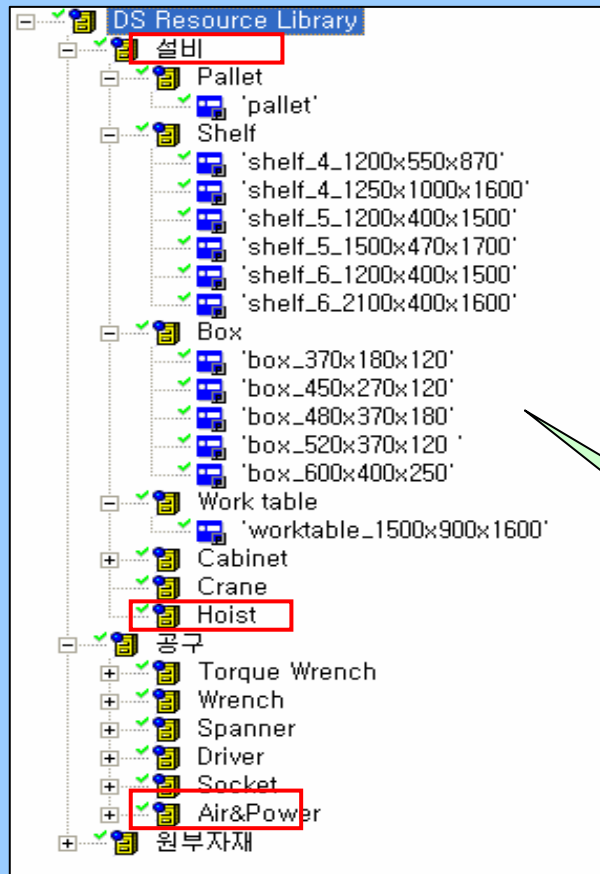 DS Resource Library
설비
Pallet
'pallet'
Shelf
'shelf_4_1200x550x870'
'shelf_4_1250x1000x1600'
'shelf_5_1200x400x1500'
'shelf_5_1500x470x1700'
'shelf_6_1200x400x1500'
'shelf_6_2100x400x1600'
Box
'box_370x180x120'
'box_450x270x120'
'box_480x370x180'
'box_520x370x120 '
'box_600x400x250'
Work table
'worktable_1500x900x1600'
Cabinet
Crane
Hoist
공구
Torque Wrench
Wrench
Spanner
Driver
Socket
Air&Power
원부자재